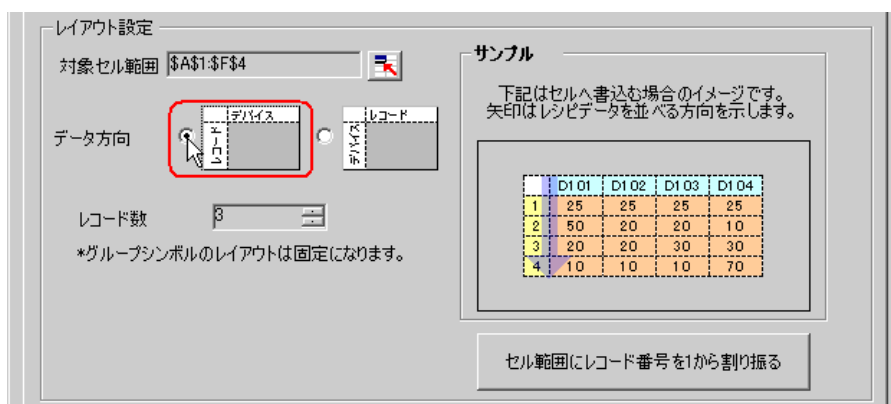 レイアウト設定
対象セル範囲 $A$1:$F$4
データ方向
デバイス
レコード
レコード
デバイス
レコード数 3
*グループシンボルのレイアウトは固定になります。
サンプル
下記はセルへ書込む場合のイメージです。
矢印はレシピデータを並べる方向を示します。
D101 D102 D103 D104
1 25 25 25 25
2 50 20 20 10
3 20 20 30 30
4 10 10 10 70
セル範囲にレコード番号を1から割り振る